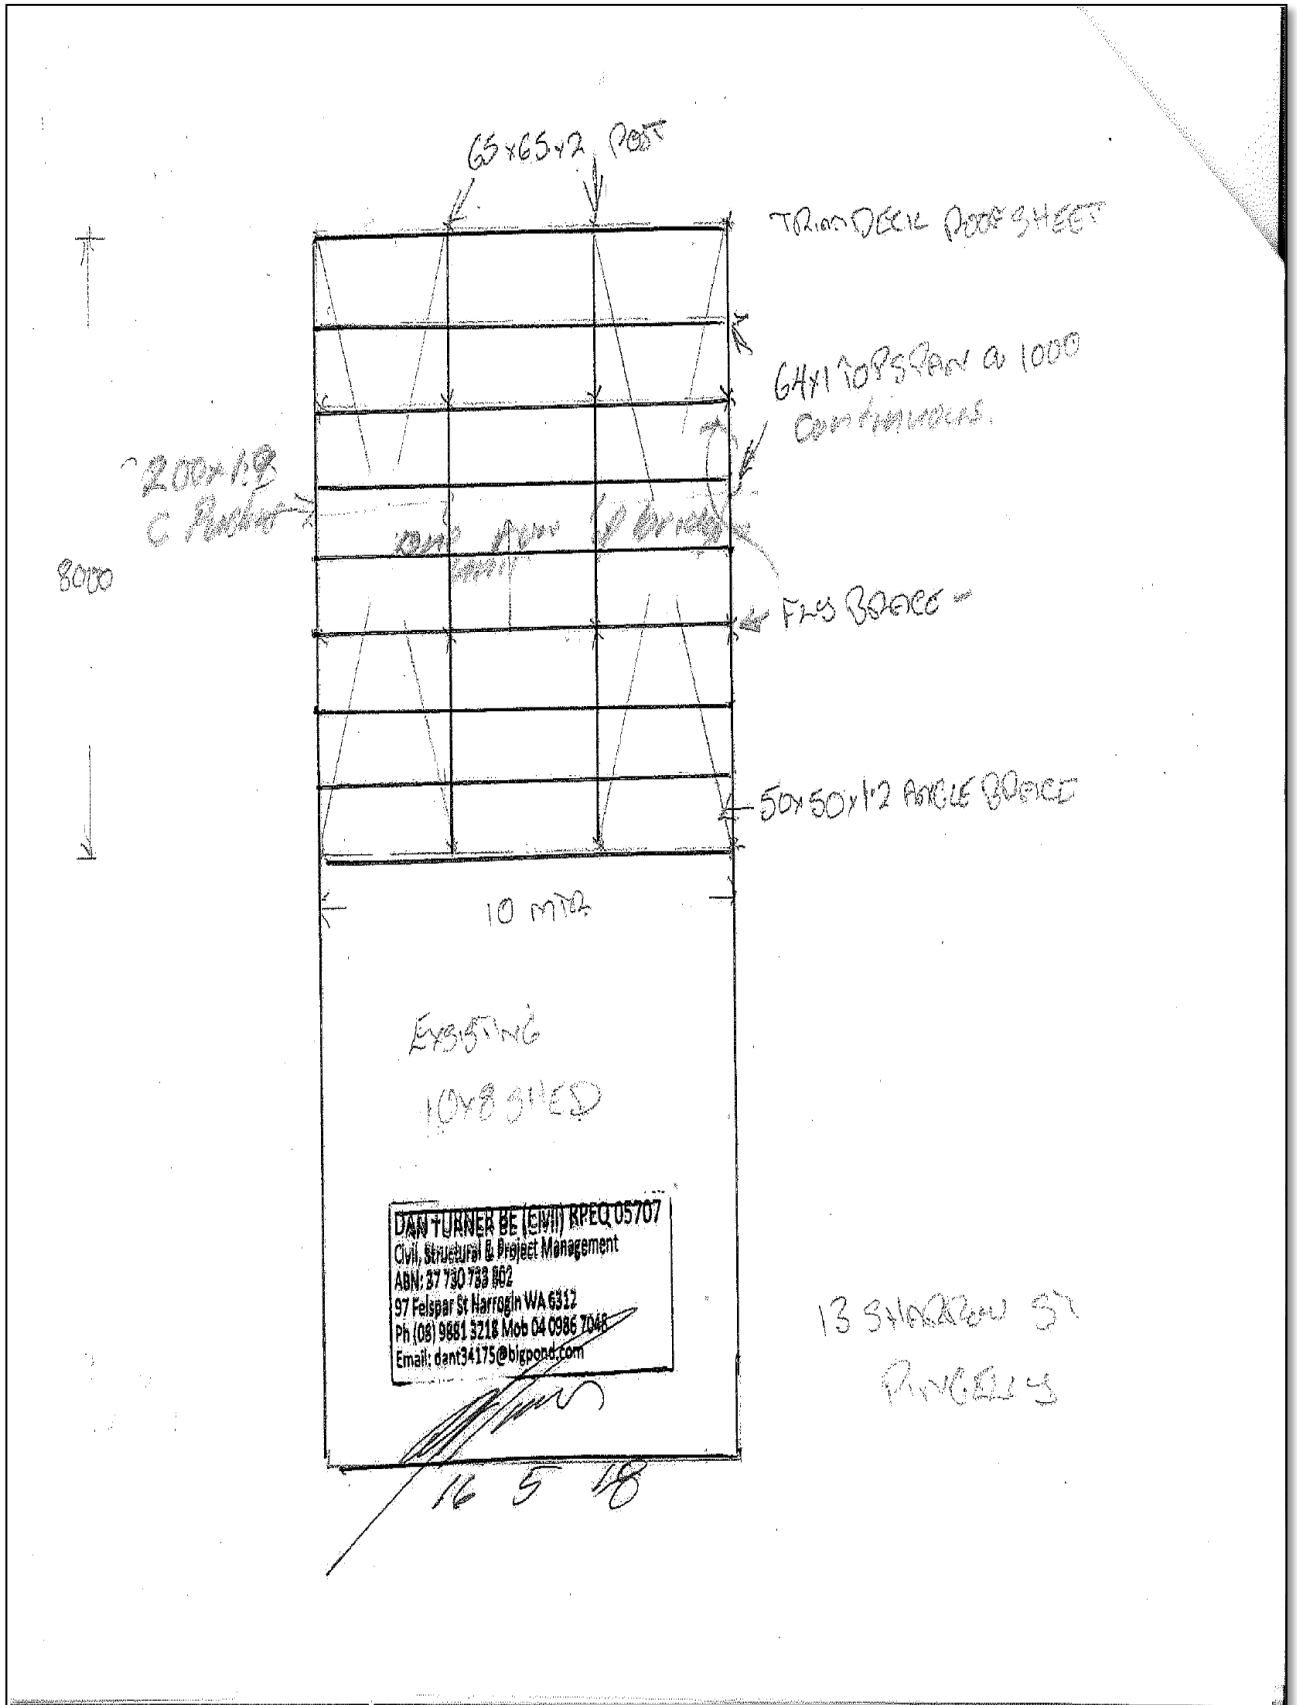 65x65x2 POST
TRIMDECK ROOF SHEET
64x1 TOPSPAN @ 1000
CONTINUOUS.
200x1.9
C
8000
FLY BRACE -
50x50x1.2 ANGLE BRACE
10 MTR
EXSISTING
10x8 SHED
DAN TURNER BE (CIVIl) RPEQ 05707
Civil, Structural & Project Management
ABN: 37 730 733 802
97 Felspar St Narrogin WA 6312
Ph (08) 9881 3218 Mob 04 0986 7048
Email: dant34175@bigpond.com
13 SHARROW ST
PINGELLY
16 5 18